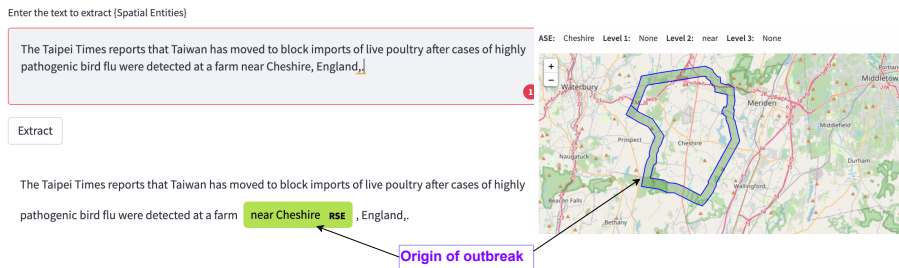 Enter the text to extract {Spatial Entities}
The Taipei Times reports that Taiwan has moved to block imports of live poultry after cases of highly
pathogenic bird flu were detected at a farm near Cheshire, England,.
1
Extract
The Taipei Times reports that Taiwan has moved to block imports of live poultry after cases of highly
pathogenic bird flu were detected at a farm near Cheshire RSE , England,.
Origin of outbreak
ASE: Cheshire Level 1: None Level 2: near Level 3: None
+
−
Waterbury
Meriden
Middletow
Middlefield
Prospect
Cheshire
Naugatuck
Durham
Wallingford
Beacon Falls
Bethany